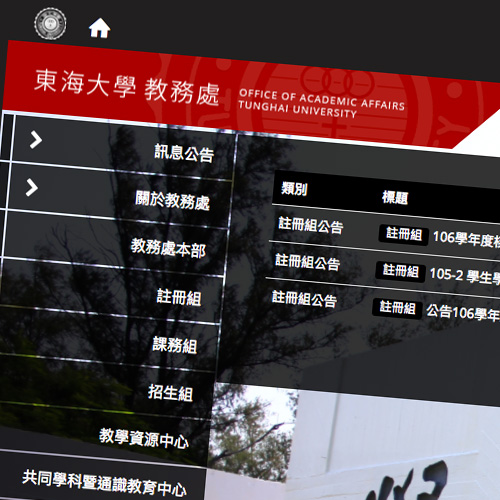 東海大學 教務處
OFFICE OF ACADEMIC AFFAIRS
TUNGHAI UNIVERSITY
訊息公告
關於教務處
教務處本部
註冊組
課務組
招生組
教學資源中心
共同學科暨通識教育中心
類別 標題
註冊組公告 註冊組 106學年度
註冊組公告 註冊組 105-2 學生
註冊組公告 註冊組 公告106學年